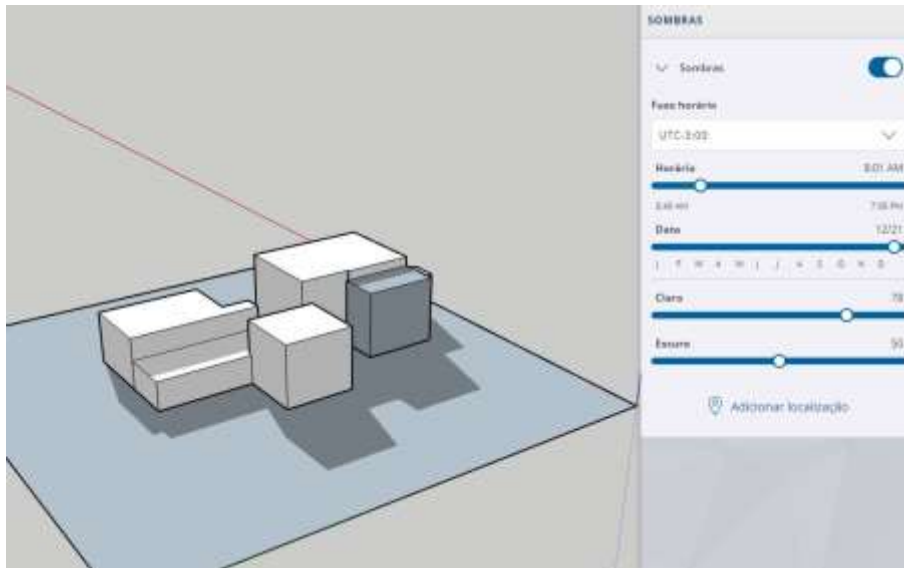 SOMBRAS
Sombras
Fuso horário
UTC-3:00
Horário 8:01 AM
7:08 PM
Data 12/21
J F M A M J J A S O N D
Claro 78
Escuro 50
Adicionar localização